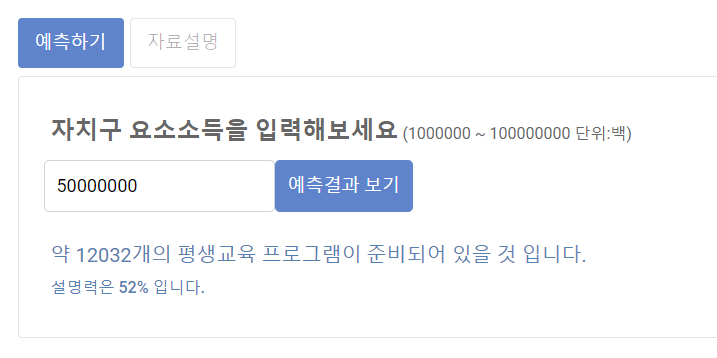 예측하기 자료설명
자치구 요소소득을 입력해보세요 (1000000 ~ 100000000 단위:백)
50000000 예측결과 보기
약 12032개의 평생교육 프로그램이 준비되어 있을 것 입니다.
설명력은 52% 입니다.